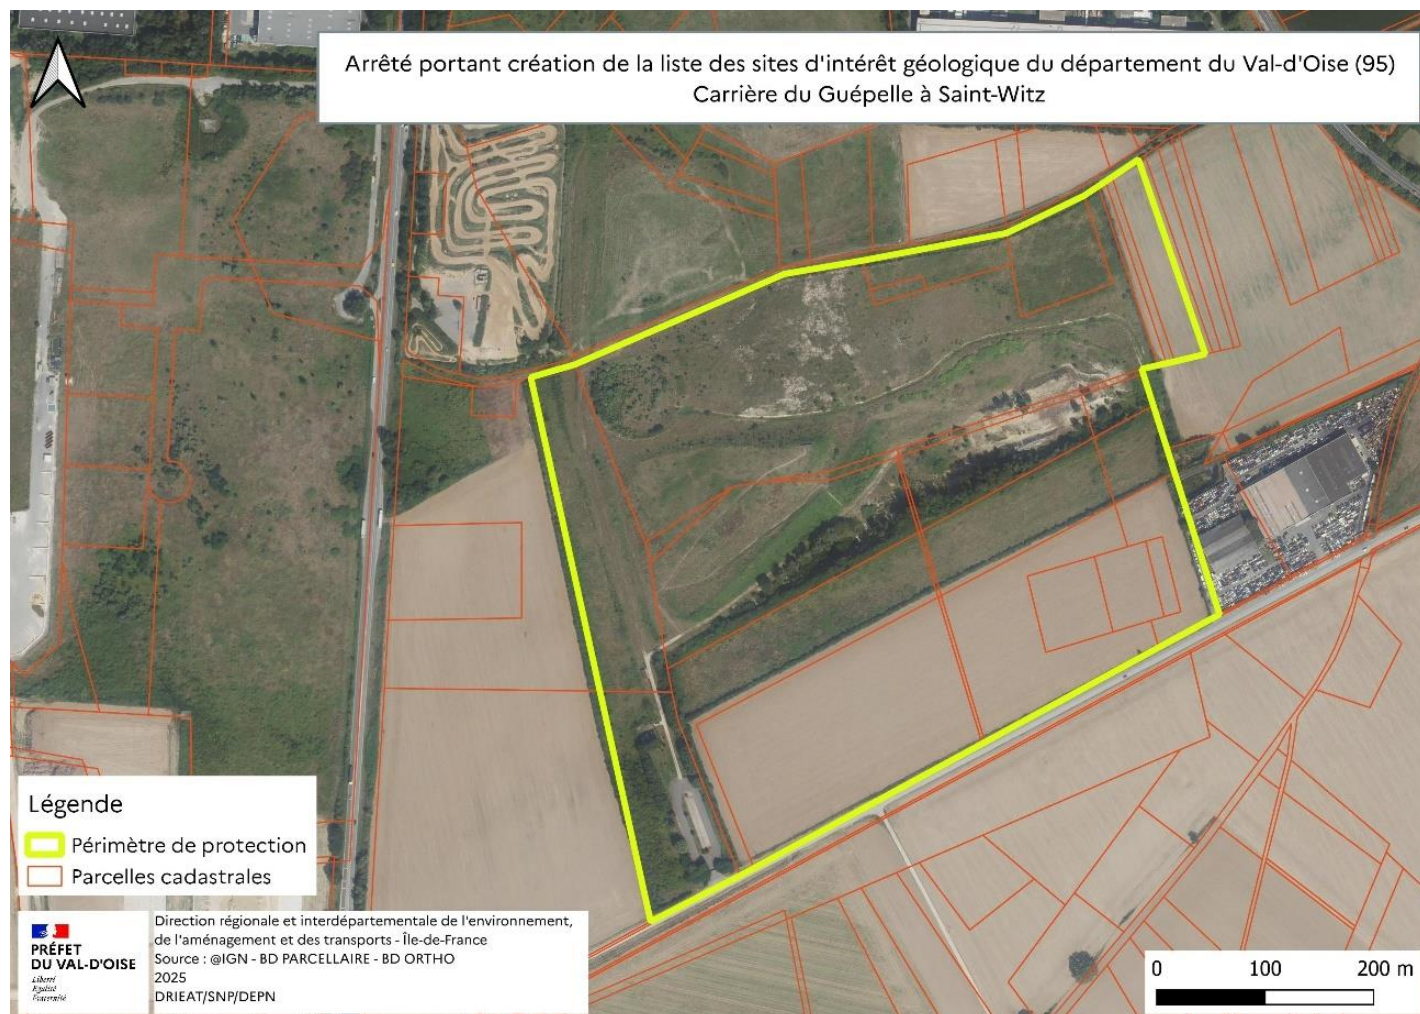 Arrêté portant création de la liste des sites d'intérêt géologique du département du Val-d'Oise (95)
Carrière du Guépelle à Saint-Witz
Légende
Périmètre de protection
Parcelles cadastrales
PRÉFET
DU VAL-D'OISE
Liberté
Égalité
Fraternité
Direction régionale et interdépartementale de l'environnement,
de l'aménagement et des transports - Île-de-France
Source : @IGN - BD PARCELLAIRE - BD ORTHO
2025
DRIEAT/SNP/DEPN
0 100 200 m